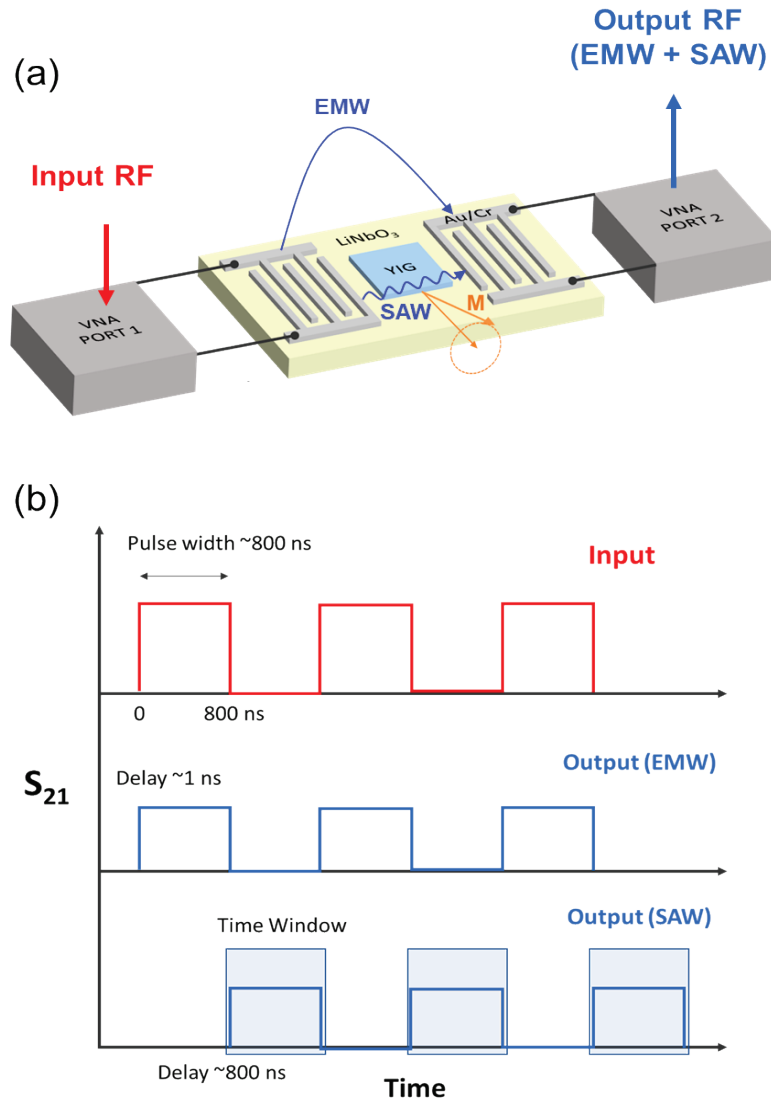 (a)
Output RF
(EMW + SAW)
EMW
Input RF
Au/Cr
VNA
PORT 2
LiNbO₃
YIG
SAW
M
VNA
PORT 1
(b)
Pulse width ~800 ns
Input
0
800 ns
S₂₁
Delay ~1 ns
Output (EMW)
Time Window
Output (SAW)
Delay ~800 ns
Time